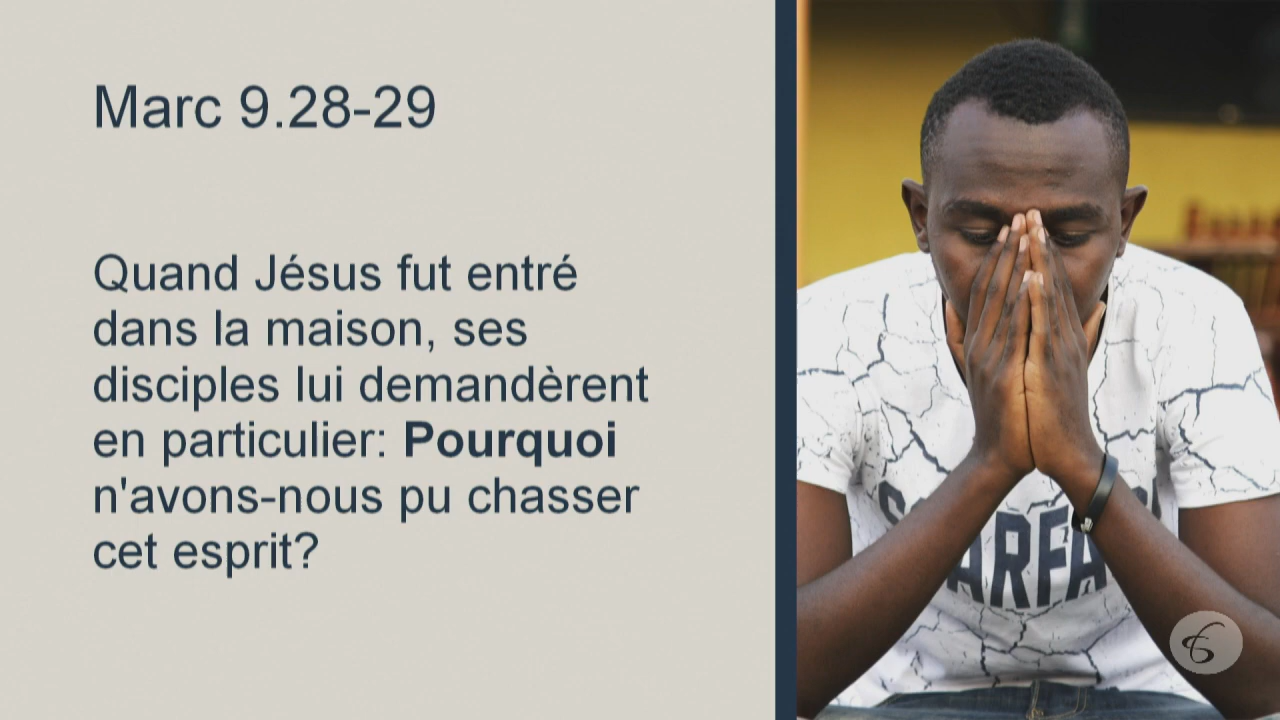 Marc 9.28-29
Quand Jésus fut entré
dans la maison, ses
disciples lui demandèrent
en particulier: Pourquoi
n'avons-nous pu chasser
cet esprit?